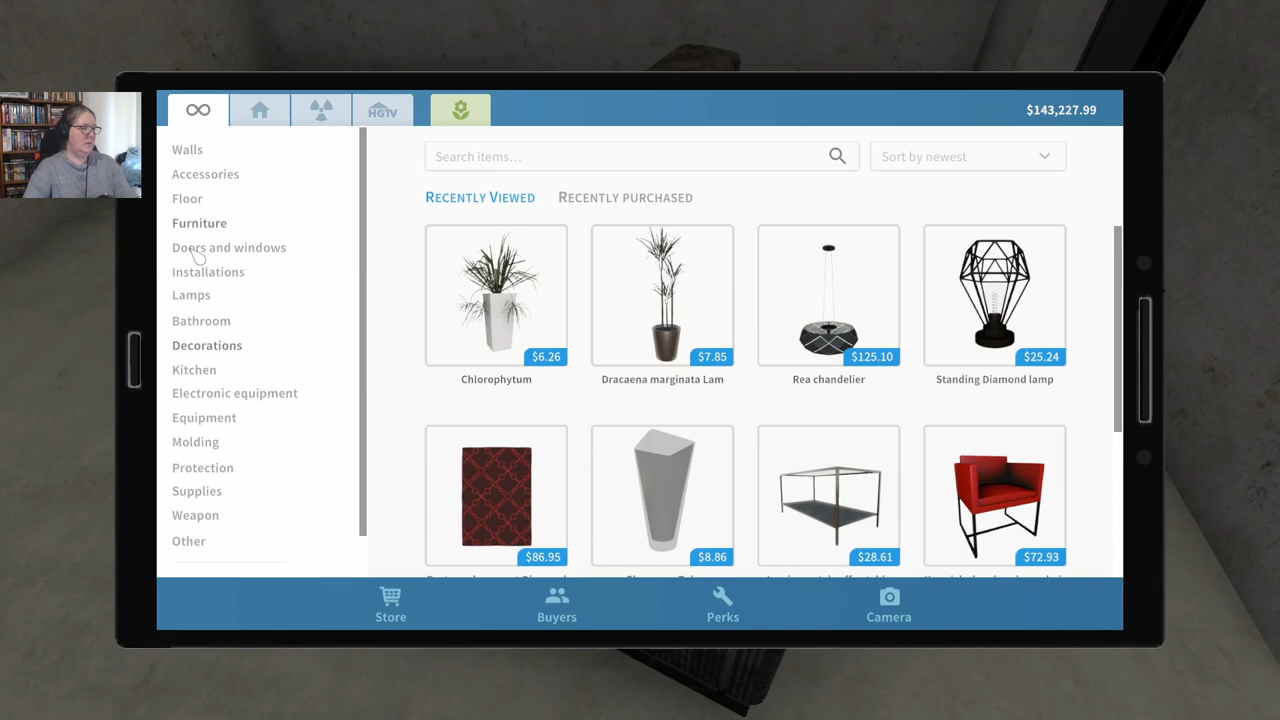 HGTV
$143,227.99
Walls
Accessories
Floor
Furniture
Doors and windows
Installations
Lamps
Bathroom
Decorations
Kitchen
Electronic equipment
Equipment
Molding
Protection
Supplies
Weapon
Other
Search items...
Sort by newest
RECENTLY VIEWED
RECENTLY PURCHASED
$6.26
$7.85
$125.10
$25.24
Chlorophytum
Dracaena marginata Lam
Rea chandelier
Standing Diamond lamp
$86.95
$8.86
$28.61
$72.93
Store
Buyers
Perks
Camera